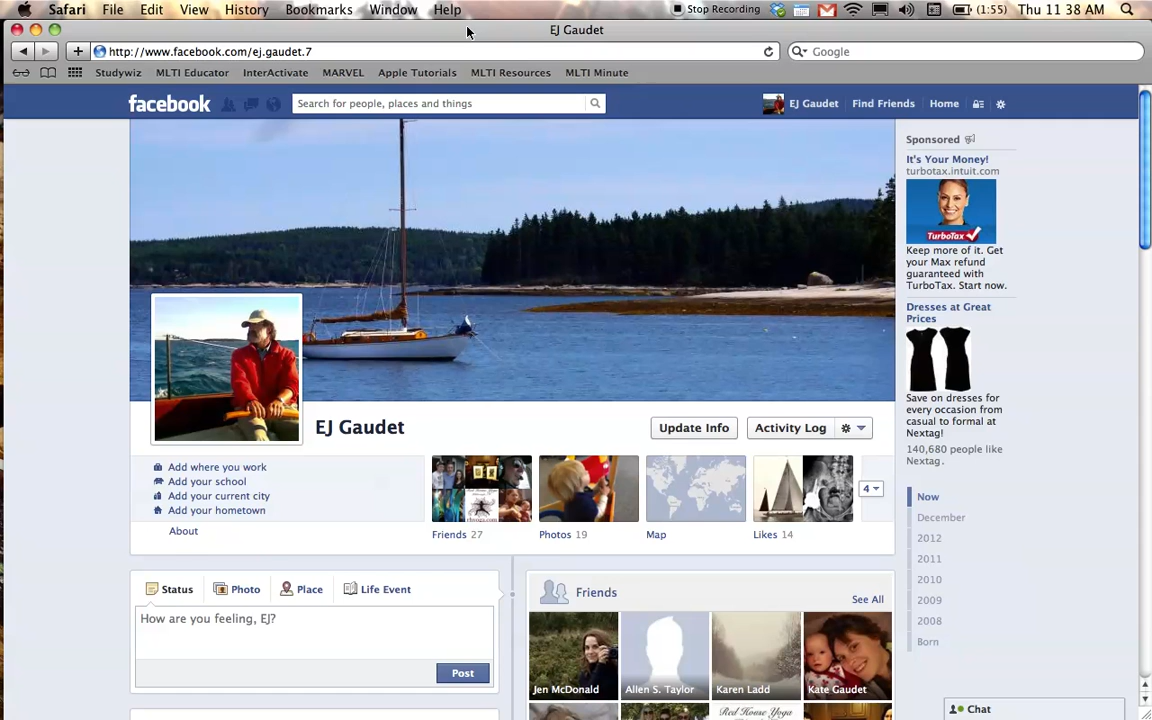 Safari File Edit View History Bookmarks Window Help
Stop Recording
(1:55) Thu 11 38 AM
EJ Gaudet
http://www.facebook.com/ej.gaudet.7
Google
Studywiz MLTI Educator InterActivate MARVEL Apple Tutorials MLTI Resources MLTI Minute
facebook
Search for people, places and things
EJ Gaudet Find Friends Home
EJ Gaudet
Update Info
Activity Log
Add where you work
Add your school
Add your current city
Add your hometown
About
Friends 27
Photos 19
Map
Likes 14
4
Status Photo Place Life Event
How are you feeling, EJ?
Post
Friends
See All
Jen McDonald
Allen S. Taylor
Karen Ladd
Kate Gaudet
Red House Yoga
Sponsored
It's Your Money!
turbotax.intuit.com
TurboTax
Keep more of it. Get
your Max refund
guaranteed with
TurboTax. Start now.
Dresses at Great
Prices
Save on dresses for
every occasion from
casual to formal at
Nextag!
140,680 people like
Nextag.
Now
December
2012
2011
2010
2009
2008
Born
Chat